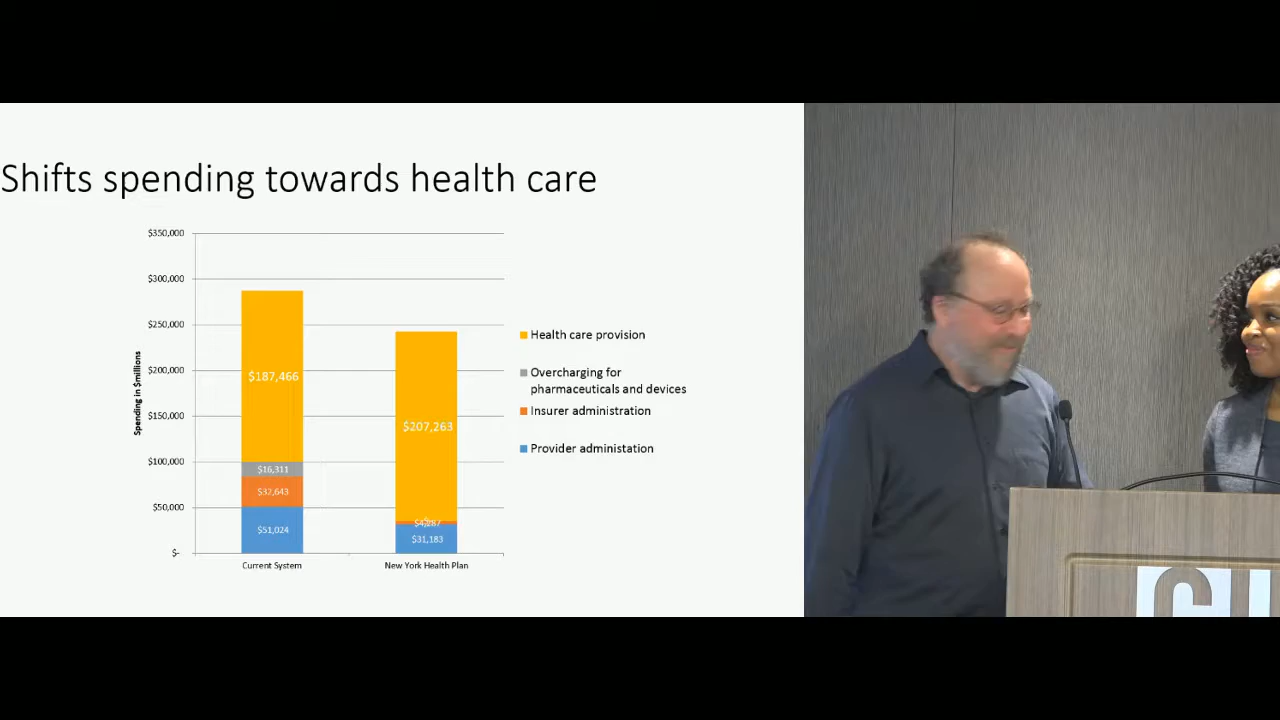 Shifts spending towards health care
$350,000
$300,000
$250,000
$200,000
$150,000
$100,000
$50,000
$-
Spending in $millions
$187,466
$16,311
$32,643
$51,024
$207,263
$31,183
Current System
New York Health Plan
Health care provision
Overcharging for
pharmaceuticals and devices
Insurer administration
Provider administation